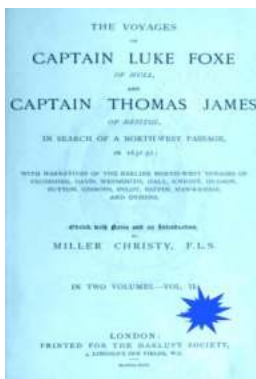 THE VOYAGES
OF
CAPTAIN LUKE FOXE
OF HULL,
AND
CAPTAIN THOMAS JAMES
OF BRISTOL,
IN SEARCH OF A NORTH-WEST PASSAGE,
IN 1631-32;
WITH NARRATIVES OF THE EARLIER NORTH-WEST VOYAGES OF
FROBISHER, DAVIS, WEYMOUTH, HALL, KNIGHT, HUDSON,
BUTTON, GIBBONS, BYLOT, BAFFIN, HAWKRIDGE,
AND OTHERS.
Edited, with Notes and an Introduction,
BY
MILLER CHRISTY, F.L.S.
IN TWO VOLUMES.—VOL. II.
LONDON:
PRINTED FOR THE HAKLUYT SOCIETY,
4, LINCOLN'S INN FIELDS, W.C.